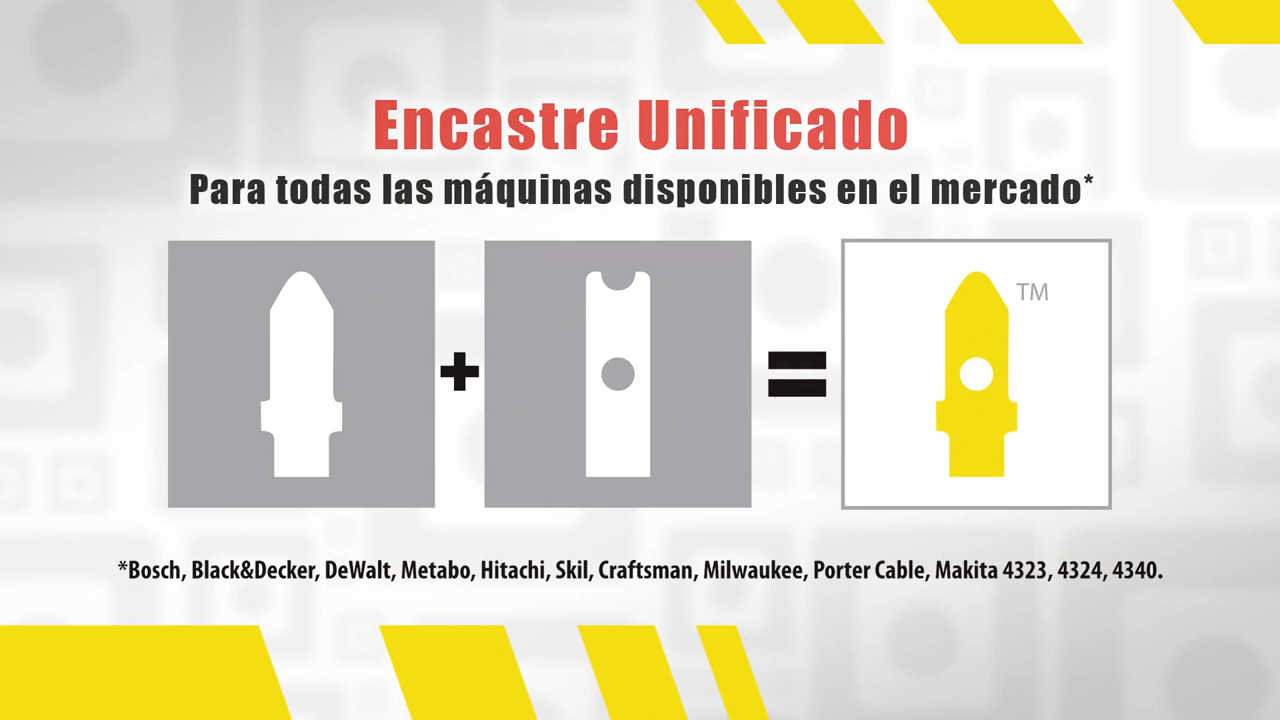 Encastre Unificado
Para todas las máquinas disponibles en el mercado*
TM
*Bosch, Black&Decker, DeWalt, Metabo, Hitachi, Skil, Craftsman, Milwaukee, Porter Cable, Makita 4323, 4324, 4340.